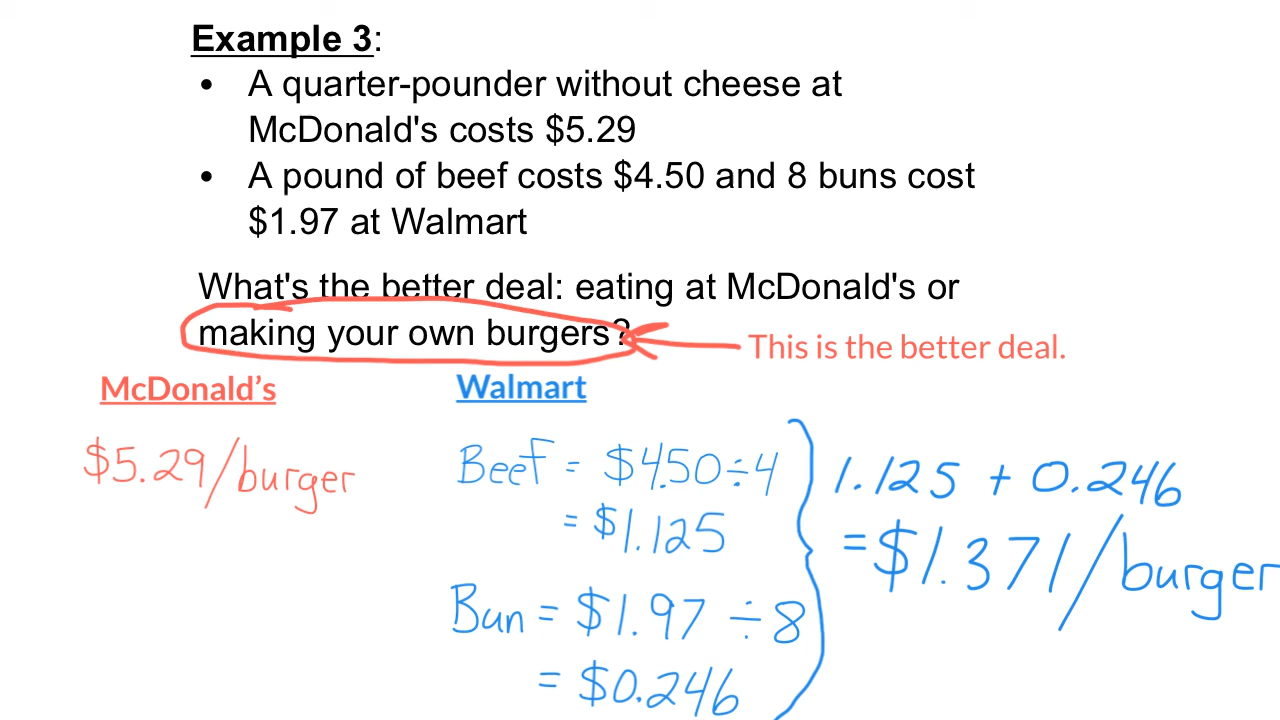 Example 3:
• A quarter-pounder without cheese at
McDonald's costs $5.29
• A pound of beef costs $4.50 and 8 buns cost
$1.97 at Walmart
What's the better deal: eating at McDonald's or
making your own burgers?
This is the better deal.
McDonald’s
$5.29/burger
Walmart
Beef = $4.50÷4
= $1.125
Bun = $1.97 ÷8
= $0.246
1.125 + 0.246
= $1.371/burger